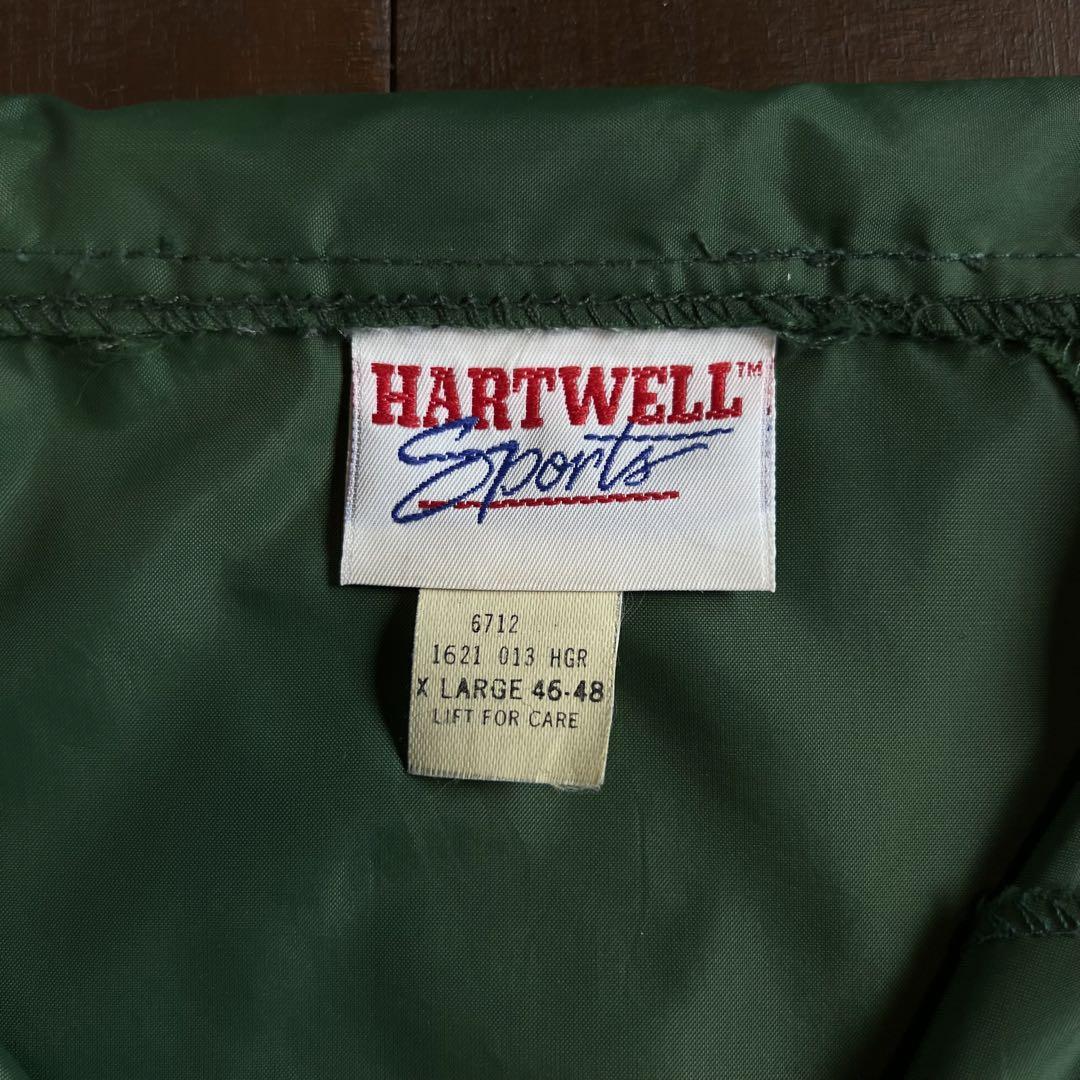 HARTWELL™
Sports
6712
1621 013 HGR
X LARGE 46-48
LIFT FOR CARE